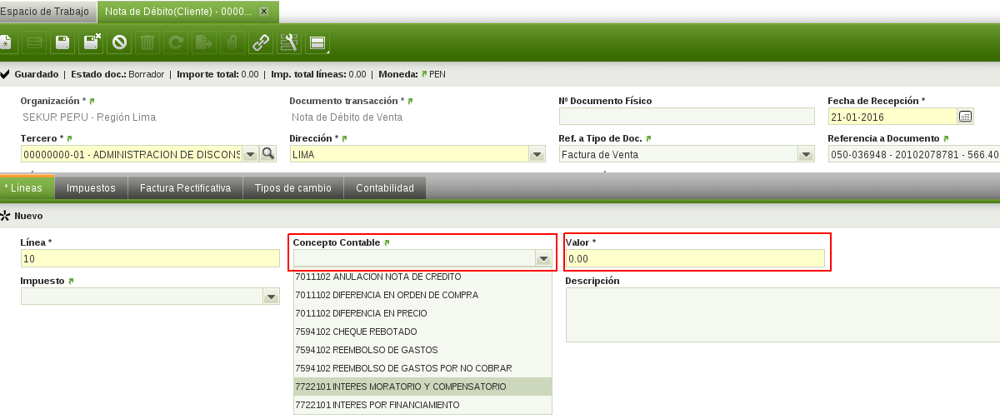 Espacio de Trabajo
Nota de Débito(Cliente) - 0000...
Guardado | Estado doc.: Borrador | Importe total: 0.00 | Imp. total líneas: 0.00 | Moneda: PEN
Organización * Documento transacción * Nº Documento Físico Fecha de Recepción *
SEKUR PERU - Región Lima Nota de Débito de Venta 21-01-2016
Tercero * Dirección * Ref. a Tipo de Doc. Referencia a Documento
00000000-01 - ADMINISTRACION DE DISCONS LIMA Factura de Venta 050-036948 - 20102078781 - 566.40
* Líneas Impuestos Factura Rectificativa Tipos de cambio Contabilidad
Nuevo
Línea * Concepto Contable Valor *
10 0.00
Impuesto Descripción
7011102 ANULACION NOTA DE CREDITO
7011102 DIFERENCIA EN ORDEN DE COMPRA
7011102 DIFERENCIA EN PRECIO
7594102 CHEQUE REBOTADO
7594102 REEMBOLSO DE GASTOS
7594102 REEMBOLSO DE GASTOS POR NO COBRAR
7722101 INTERES MORATORIO Y COMPENSATORIO
7722101 INTERES POR FINANCIAMIENTO